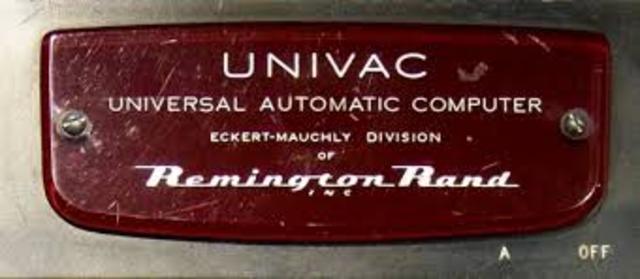 UNIVAC
UNIVERSAL AUTOMATIC COMPUTER
ECKERT-MAUCHLY DIVISION
OF
Remington Rand
INC
A OFF